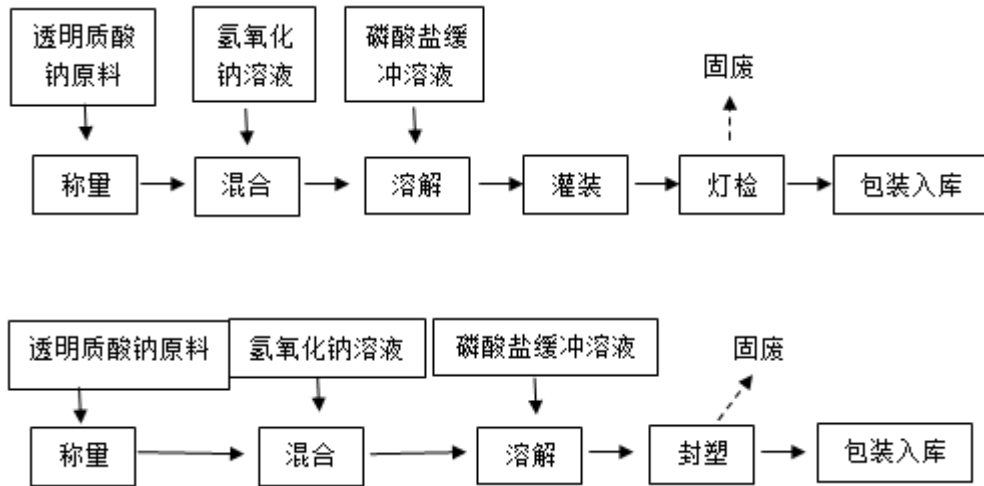 透明质酸
钠原料
氢氧化
钠溶液
磷酸盐缓
冲溶液
固废
称量
混合
溶解
灌装
灯检
包装入库
透明质酸钠原料
氢氧化钠溶液
磷酸盐缓冲溶液
固废
称量
混合
溶解
封塑
包装入库